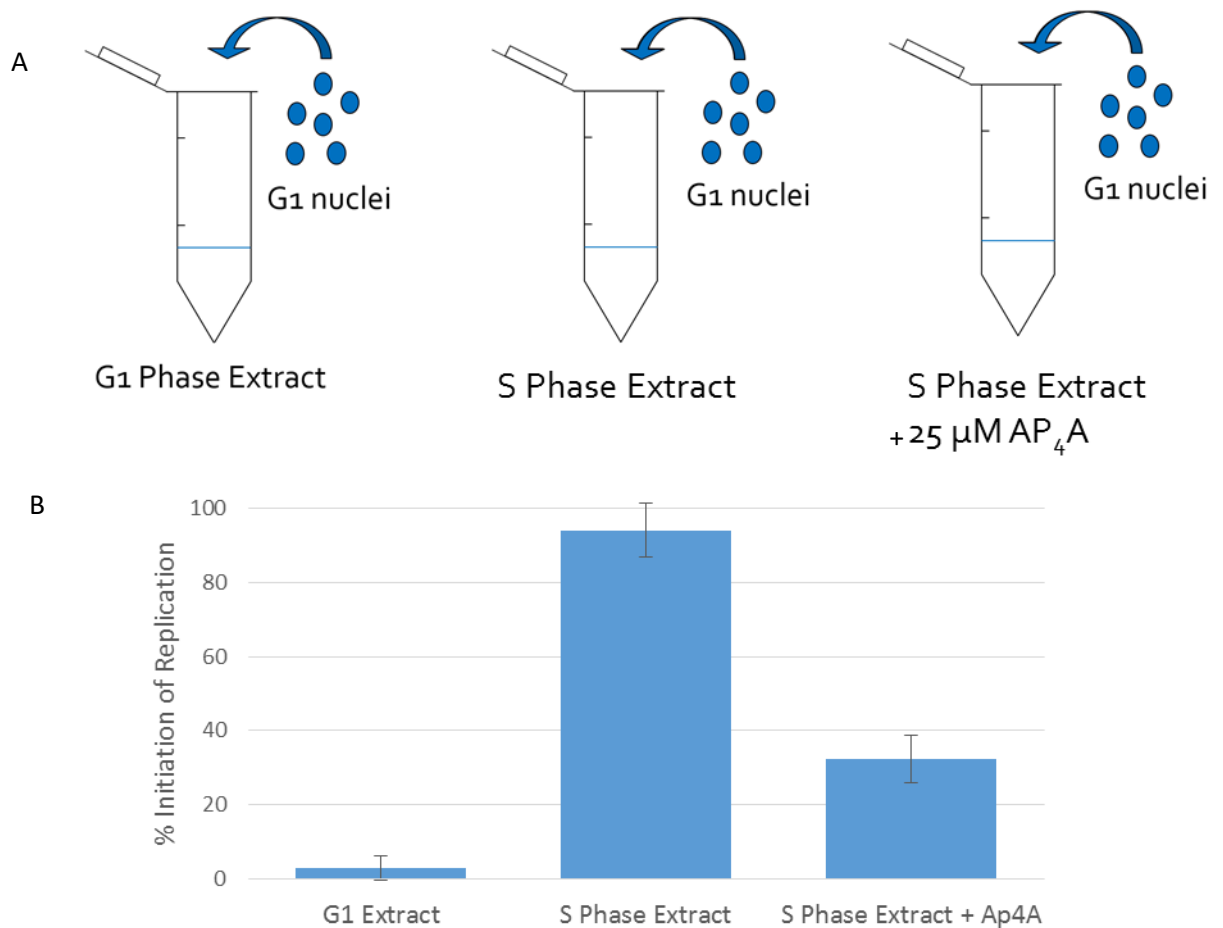 A
G1 nuclei
G1 nuclei
G1 nuclei
G1 Phase Extract
S Phase Extract
S Phase Extract
+ 25 µM AP₄A
B
% Initiation of Replication
100
80
60
40
20
0
G1 Extract
S Phase Extract
S Phase Extract + Ap4A